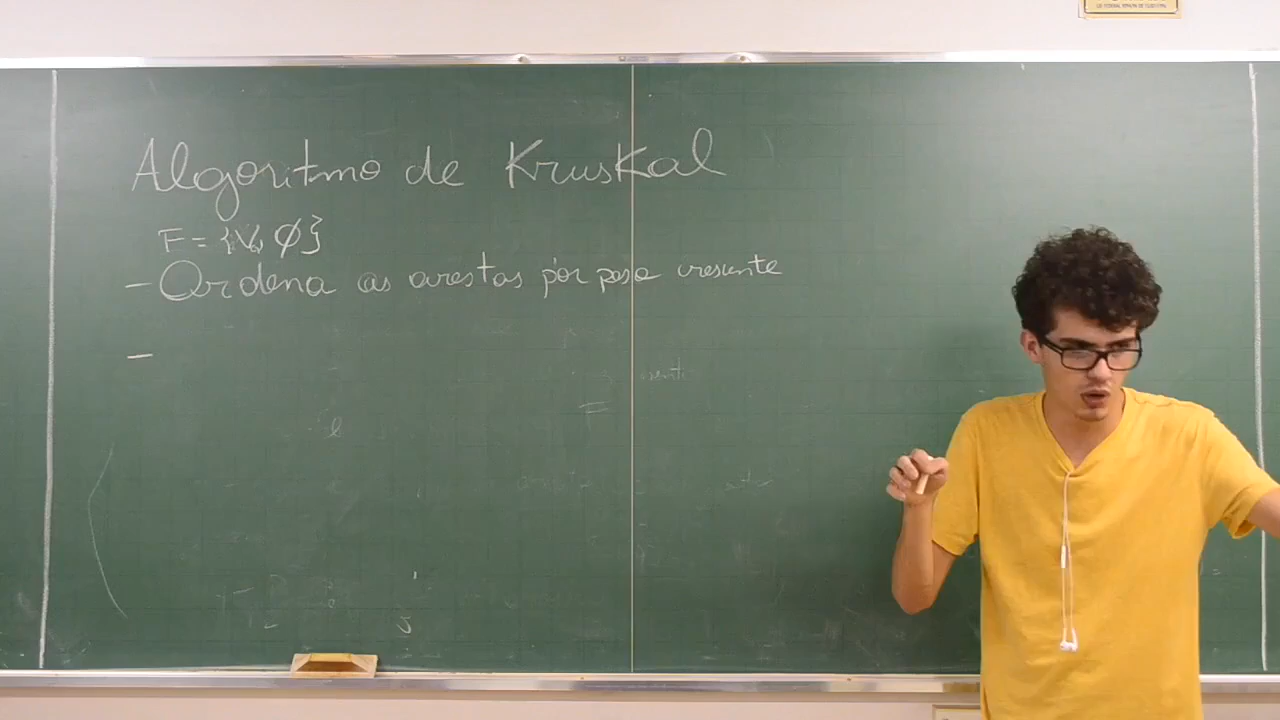 Algoritmo de Kruskal
F = {V, ∅}
- Ordena as arestas por peso crescente
-